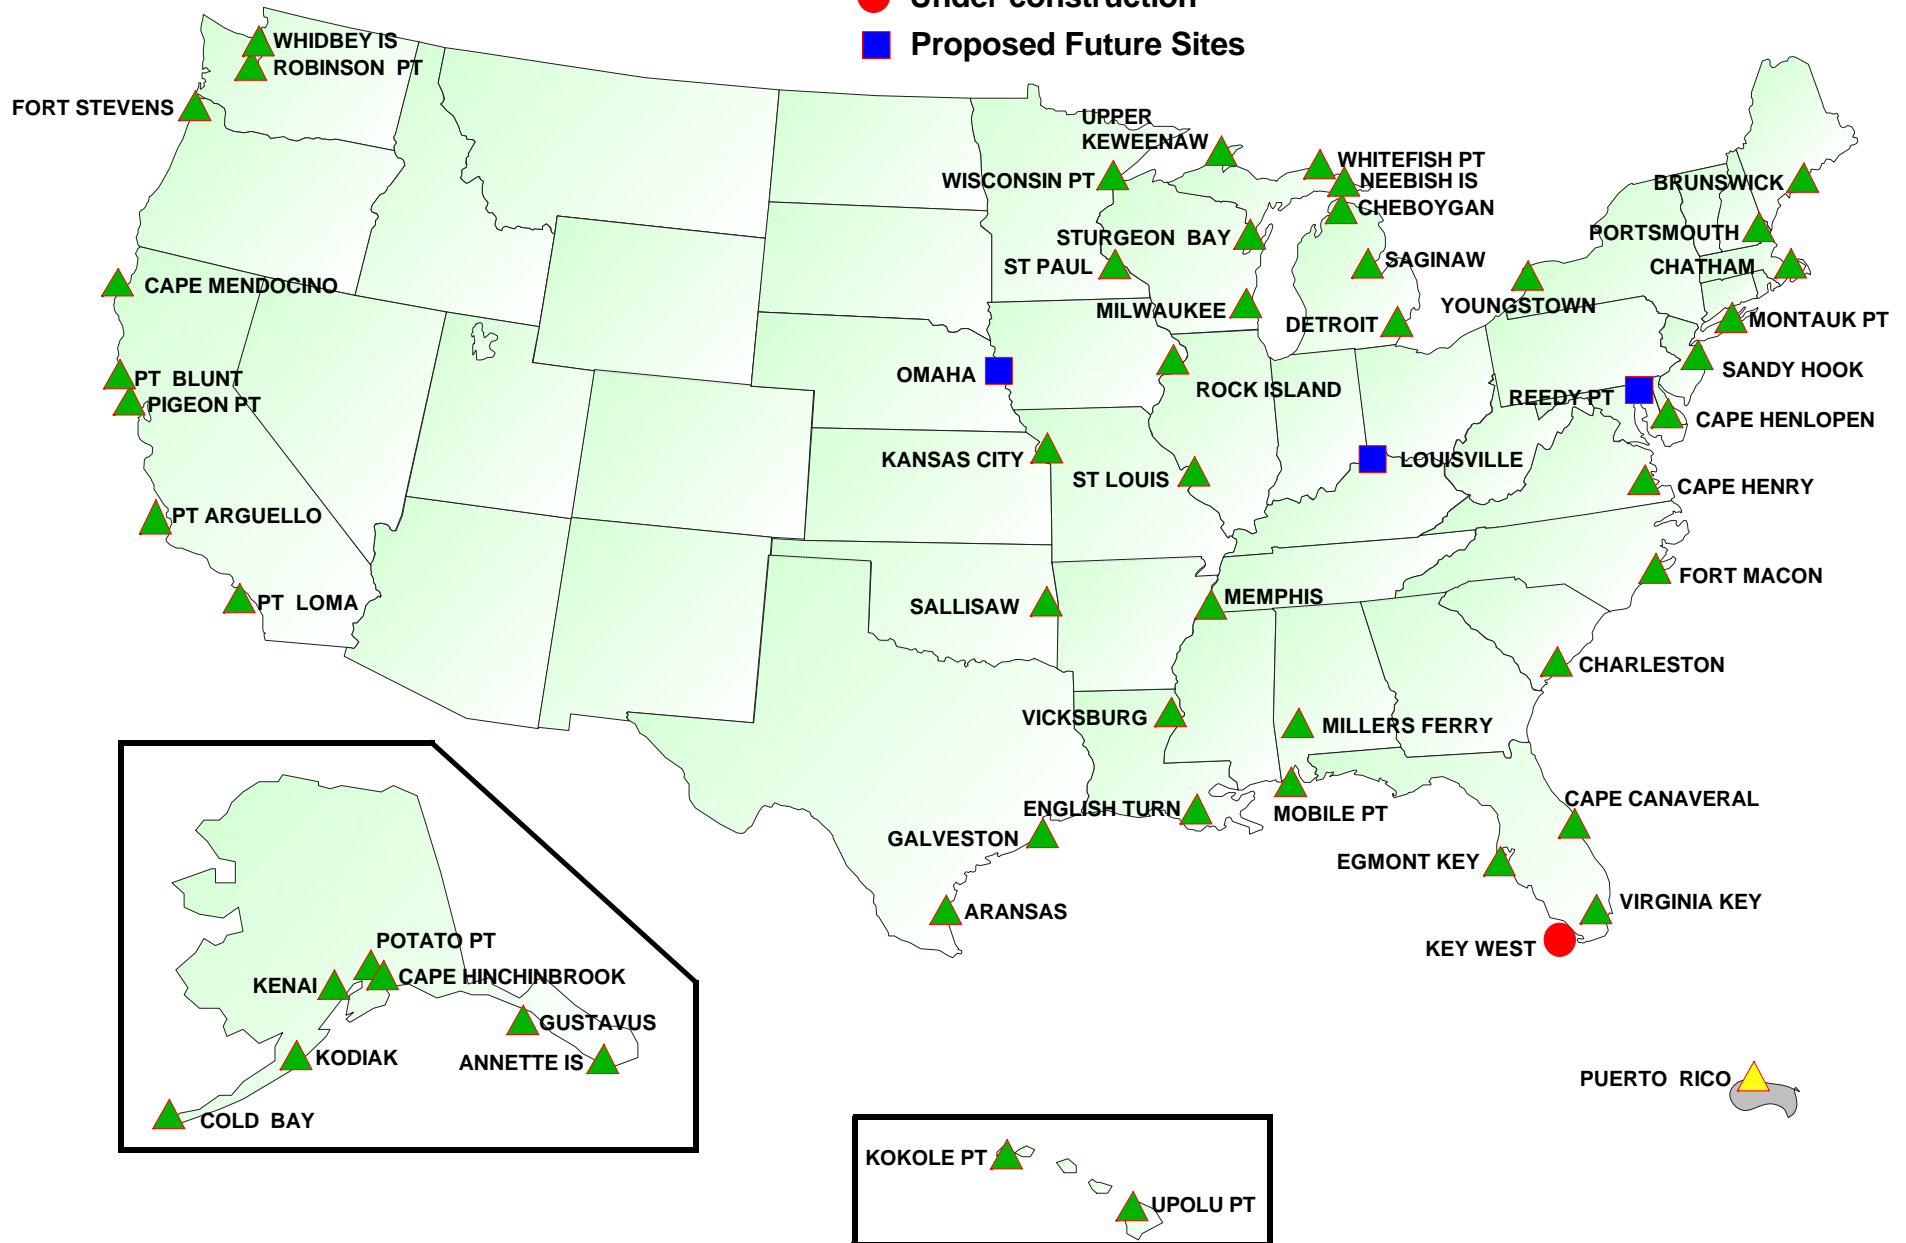 Under construction
Proposed Future Sites
WHIDBEY IS
ROBINSON PT
FORT STEVENS
UPPER
KEWEENAW
WHITEFISH PT
WISCONSIN PT
NEEBISH IS
BRUNSWICK
CHEBOYGAN
STURGEON BAY
PORTSMOUTH
SAGINAW
ST PAUL
CHATHAM
CAPE MENDOCINO
YOUNGSTOWN
MILWAUKEE
DETROIT
MONTAUK PT
SANDY HOOK
OMAHA
PT BLUNT
ROCK ISLAND
REEDY PT
PIGEON PT
CAPE HENLOPEN
KANSAS CITY
LOUISVILLE
ST LOUIS
CAPE HENRY
PT ARGUELLO
FORT MACON
MEMPHIS
PT LOMA
SALLISAW
CHARLESTON
VICKSBURG
MILLERS FERRY
CAPE CANAVERAL
ENGLISH TURN
MOBILE PT
GALVESTON
EGMONT KEY
VIRGINIA KEY
ARANSAS
POTATO PT
KEY WEST
CAPE HINCHINBROOK
KENAI
GUSTAVUS
KODIAK
ANNETTE IS
PUERTO RICO
COLD BAY
KOKOLE PT
UPOLU PT